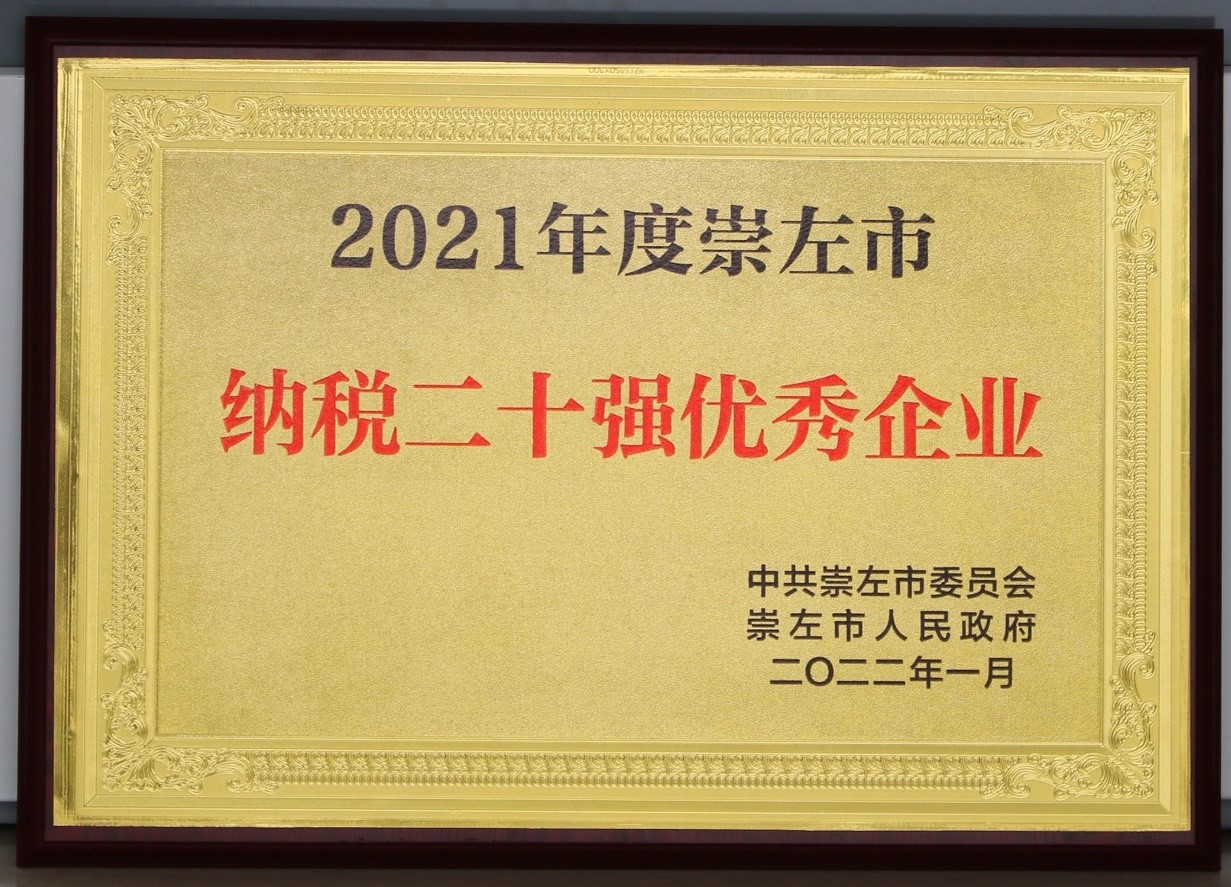 2021年度崇左市
纳税二十强优秀企业
中共崇左市委员会
崇左市人民政府
二〇二二年一月